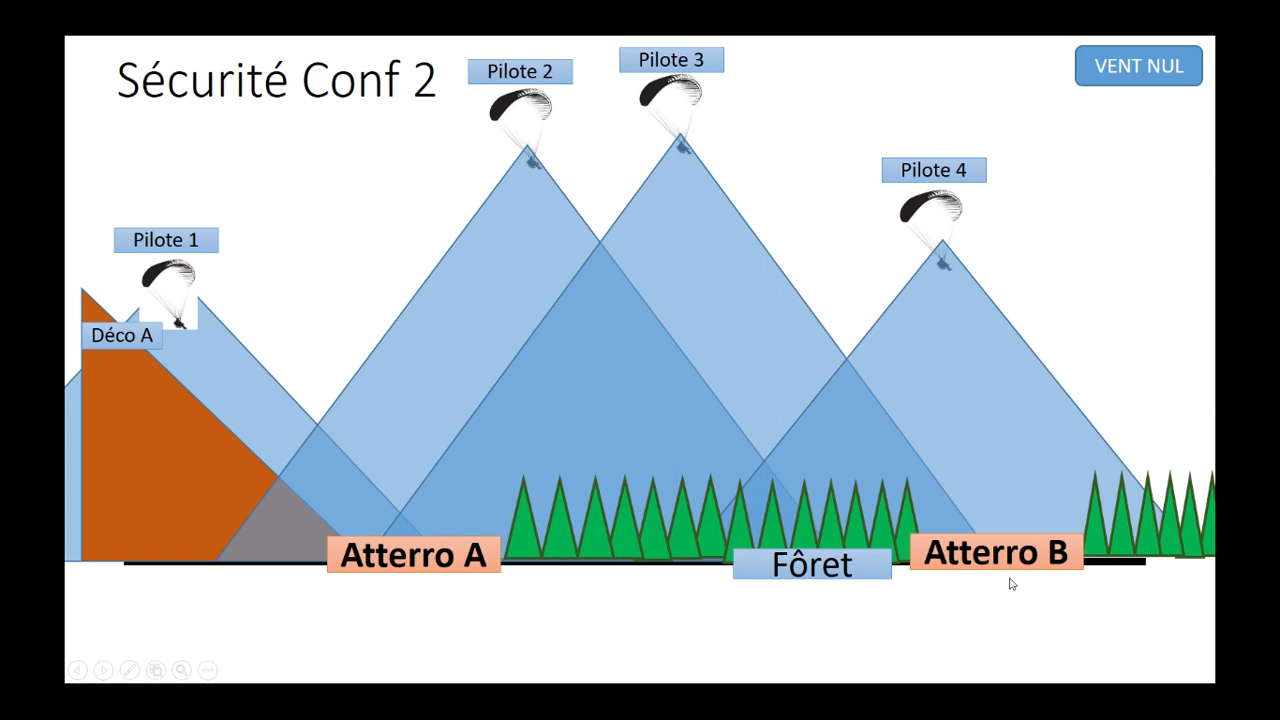 Sécurité Conf 2
Pilote 2
Pilote 3
VENT NUL
Pilote 4
Pilote 1
Déco A
Atterro A
Fôret
Atterro B